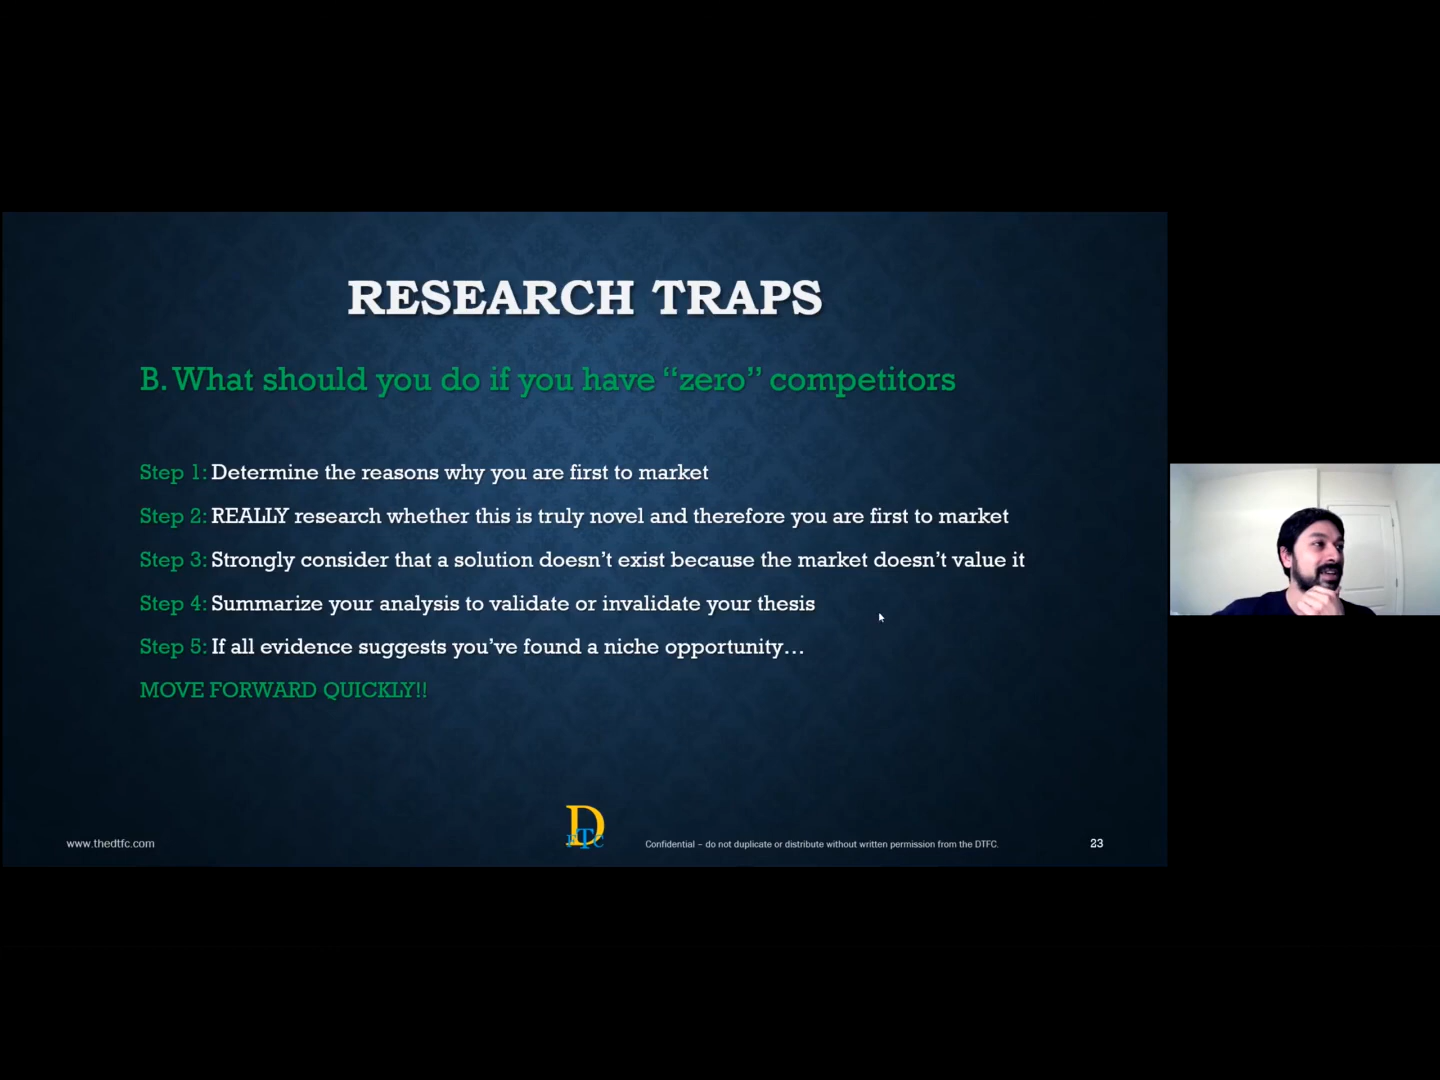 RESEARCH TRAPS
B. What should you do if you have “zero” competitors
Step 1: Determine the reasons why you are first to market
Step 2: REALLY research whether this is truly novel and therefore you are first to market
Step 3: Strongly consider that a solution doesn’t exist because the market doesn’t value it
Step 4: Summarize your analysis to validate or invalidate your thesis
Step 5: If all evidence suggests you’ve found a niche opportunity…
MOVE FORWARD QUICKLY!!
D
FTC
www.thedtfc.com
Confidential – do not duplicate or distribute without written permission from the DTFC.
23